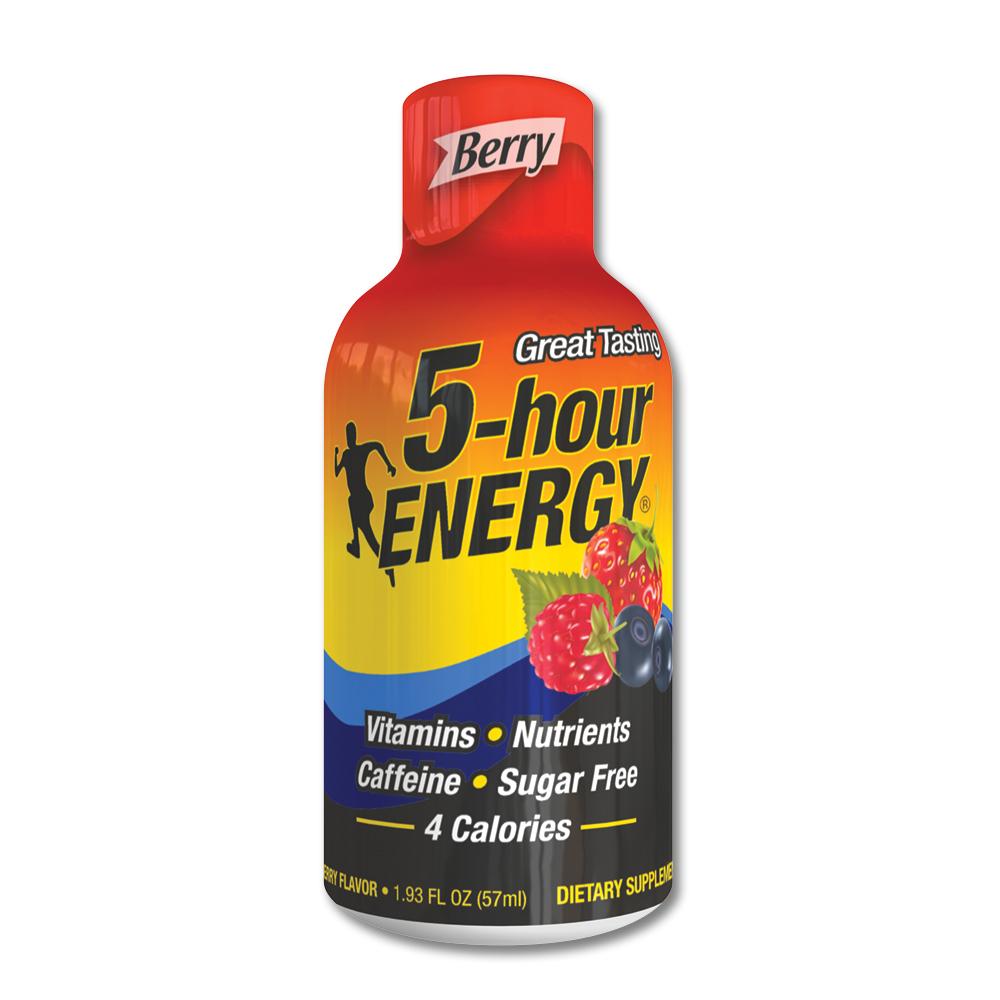 Berry
Great Tasting
5-hour
ENERGY®
Vitamins • Nutrients
Caffeine • Sugar Free
4 Calories
FLAVOR • 1.93 FL OZ (57ml) DIETARY